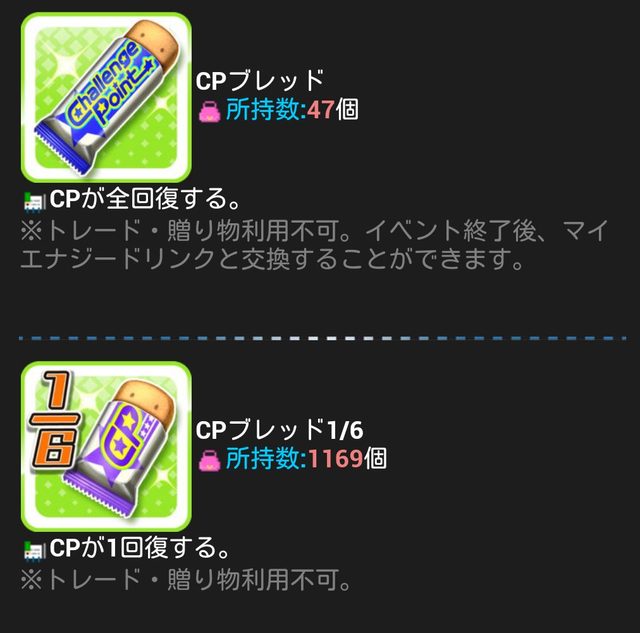 Challenge
Point
CPブレッド
所持数:47個
CPが全回復する。
※トレード・贈り物利用不可。イベント終了後、マイ
エナジードリンクと交換することができます。
1/6
CP
CPブレッド1/6
所持数:1169個
CPが1回復する。
※トレード・贈り物利用不可。